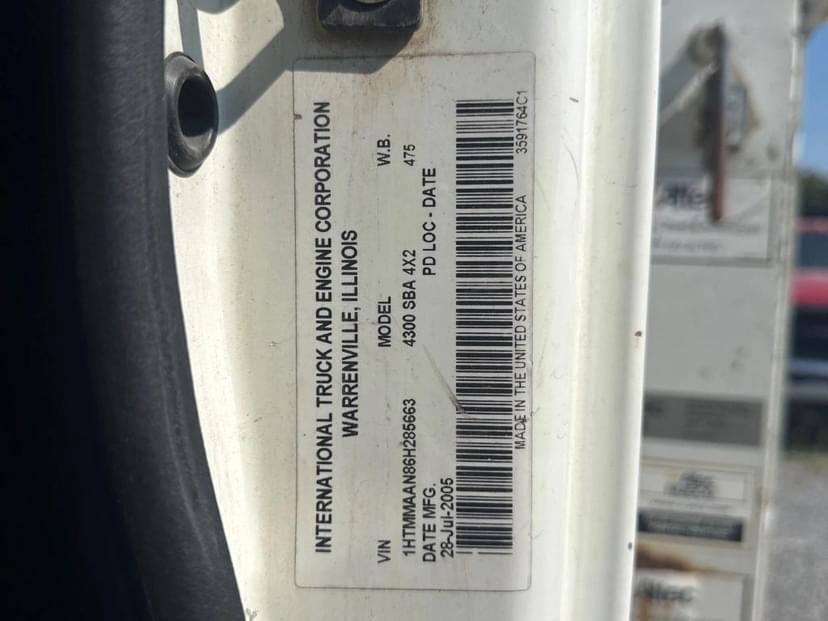 INTERNATIONAL TRUCK AND ENGINE CORPORATION
WARRENVILLE, ILLINOIS
VIN MODEL W.B.
1HTMMAAN86H285663 4300 SBA 4X2 475
DATE MFG. PD LOC - DATE
28-Jul-2005
MADE IN THE UNITED STATES OF AMERICA 3591764C1